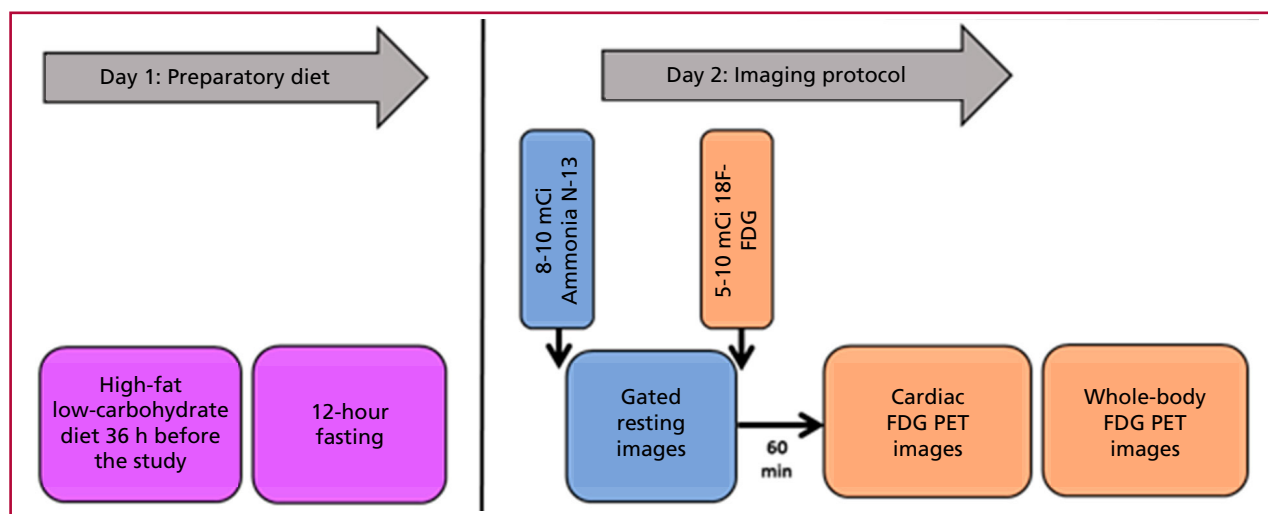 Day 1: Preparatory diet
Day 2: Imaging protocol
8-10 mCi
Ammonia N-13
5-10 mCi 18F-
FDG
High-fat
low-carbohydrate
diet 36 h before
the study
12-hour
fasting
Gated
resting
images
60
min
Cardiac
FDG PET
images
Whole-body
FDG PET
images